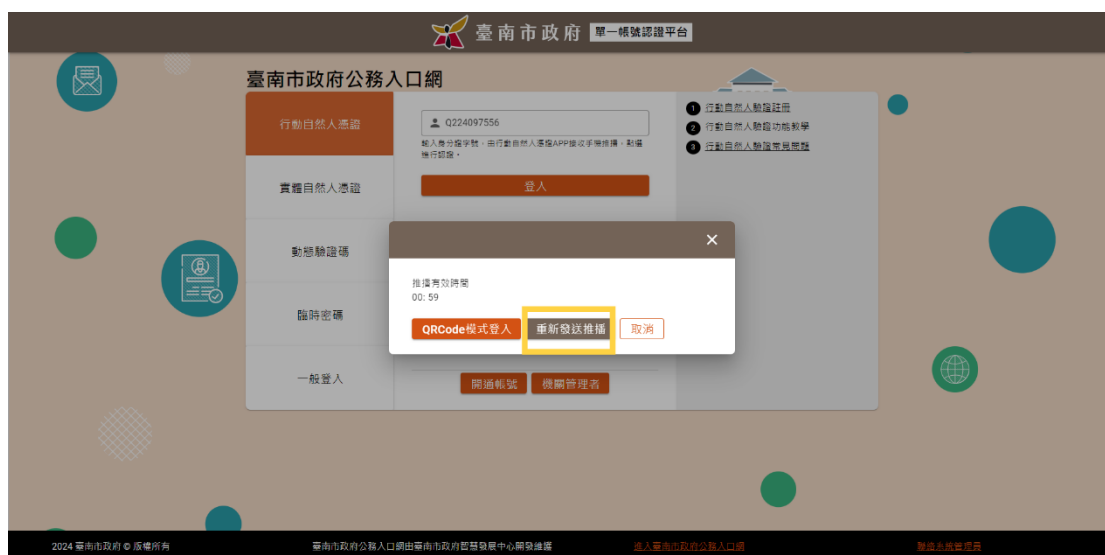 臺南市政府 單一帳號認證平台
臺南市政府公務入口網
行動自然人憑證
Q224097556
輸入身分證字號，由行動自然人憑證APP接收手機推播，點選
進行認證。
登入
1 行動自然人驗證註冊
2 行動自然人驗證功能教學
3 行動自然人驗證常見問題
實體自然人憑證
動態驗證碼
推播有效時間
00: 59
QRCode模式登入 重新發送推播 取消
臨時密碼
一般登入
開通帳號 機關管理者
2024 臺南市政府 © 版權所有 臺南市政府公務入口網由臺南市政府智慧發展中心開發維護 進入臺南市政府公務入口網 聯絡系統管理員